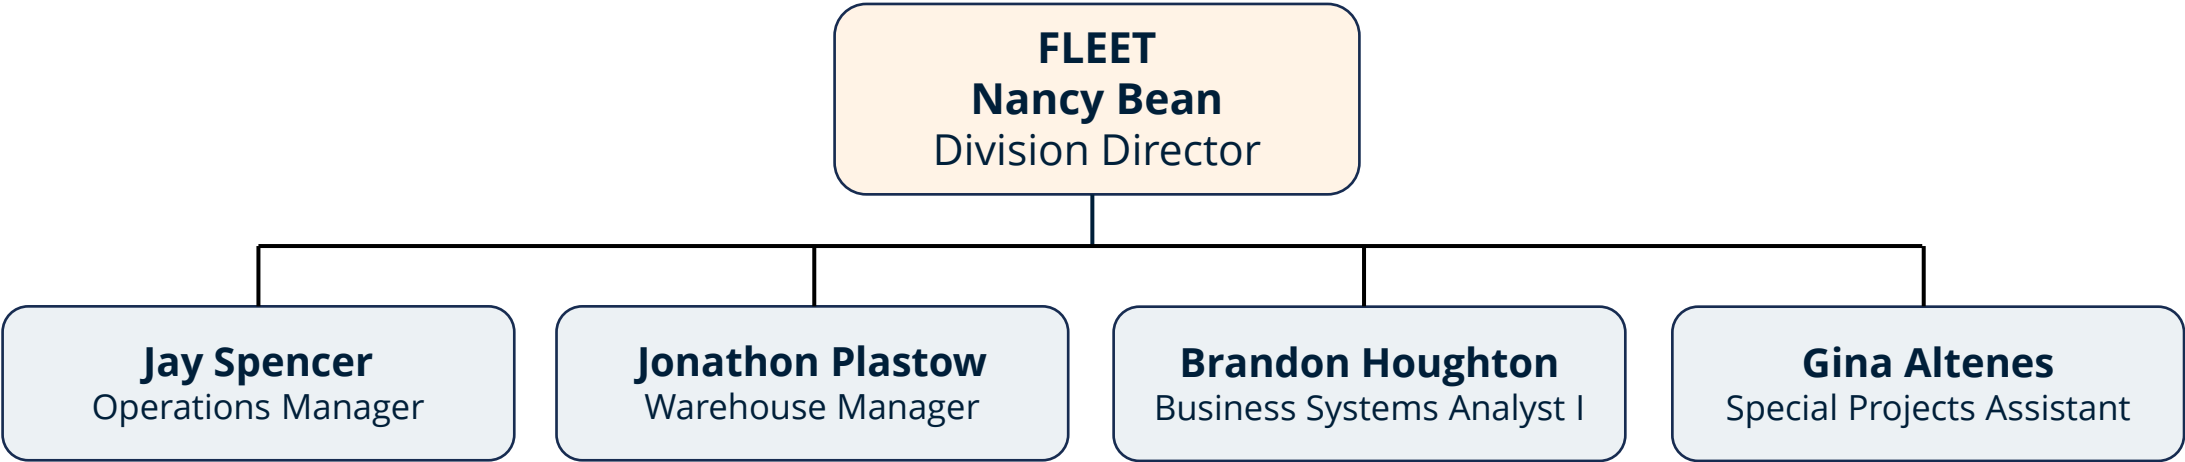 FLEET
Nancy Bean
Division Director
Jay Spencer
Operations Manager
Jonathon Plastow
Warehouse Manager
Brandon Houghton
Business Systems Analyst I
Gina Altenes
Special Projects Assistant